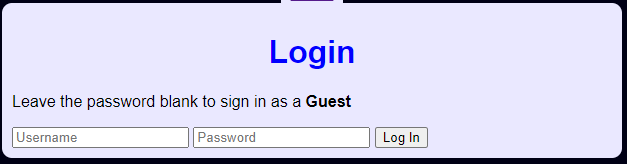 Login
Leave the password blank to sign in as a Guest
Username Password Log In